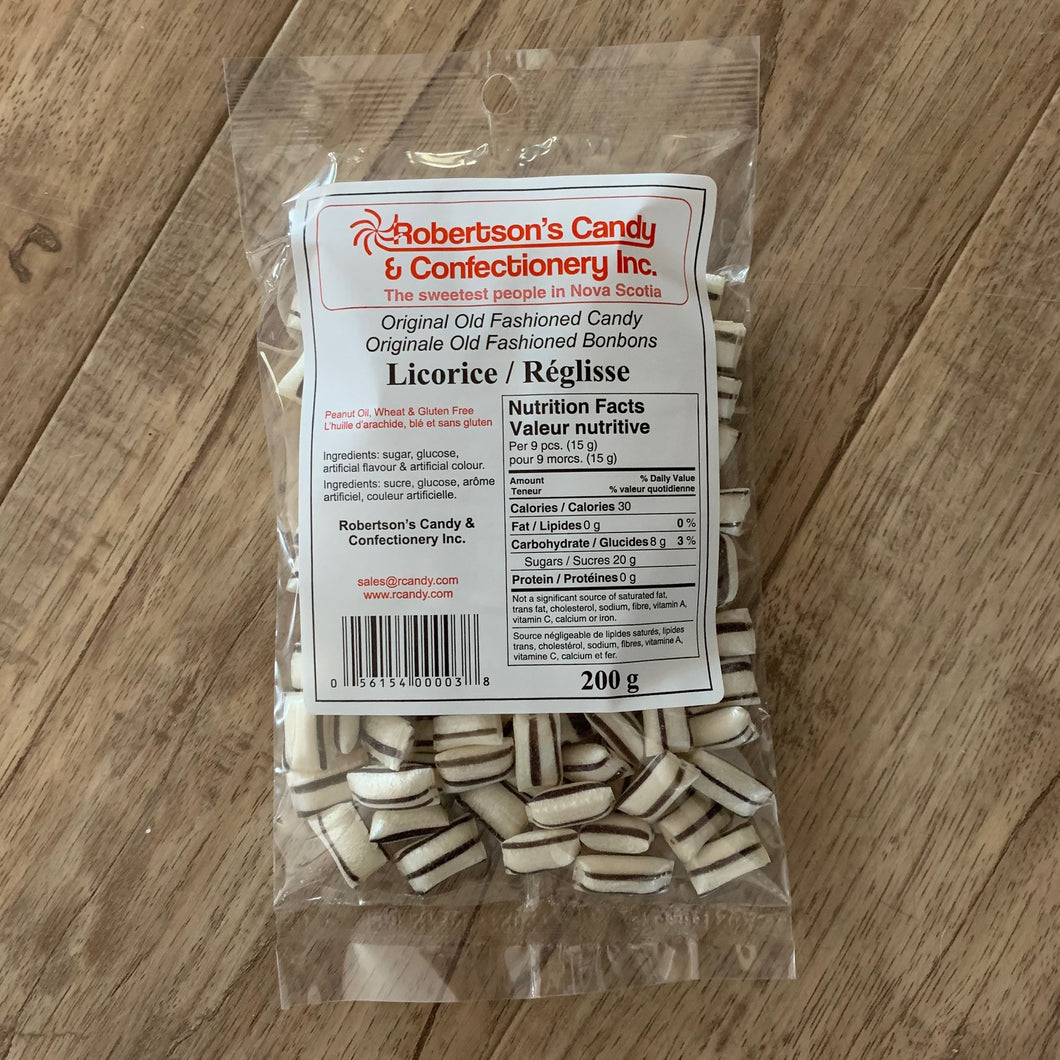 Robertson's Candy
& Confectionery Inc.
The sweetest people in Nova Scotia
Original Old Fashioned Candy
Originale Old Fashioned Bonbons
Licorice / Réglisse
Peanut Oil, Wheat & Gluten Free
L'huille d'arachide, blé et sans gluten
Ingredients: sugar, glucose,
artificial flavour & artificial colour.
Ingredients: sucre, glucose, arôme
artificiel, couleur artificielle.
Robertson's Candy &
Confectionery Inc.
sales@rcandy.com
www.rcandy.com
0 56154 00003 8
Nutrition Facts
Valeur nutritive
Per 9 pcs. (15 g)
pour 9 morcs. (15 g)
Amount % Daily Value
Teneur % valeur quotidienne
Calories / Calories 30
Fat / Lipides 0 g 0 %
Carbohydrate / Glucides 8 g 3 %
Sugars / Sucres 20 g
Protein / Protéines 0 g
Not a significant source of saturated fat,
trans fat, cholesterol, sodium, fibre, vitamin A,
vitamin C, calcium or iron.
Source négligeable de lipides saturés, lipides
trans, cholestérol, sodium, fibres, vitamine A,
vitamine C, calcium et fer.
200 g